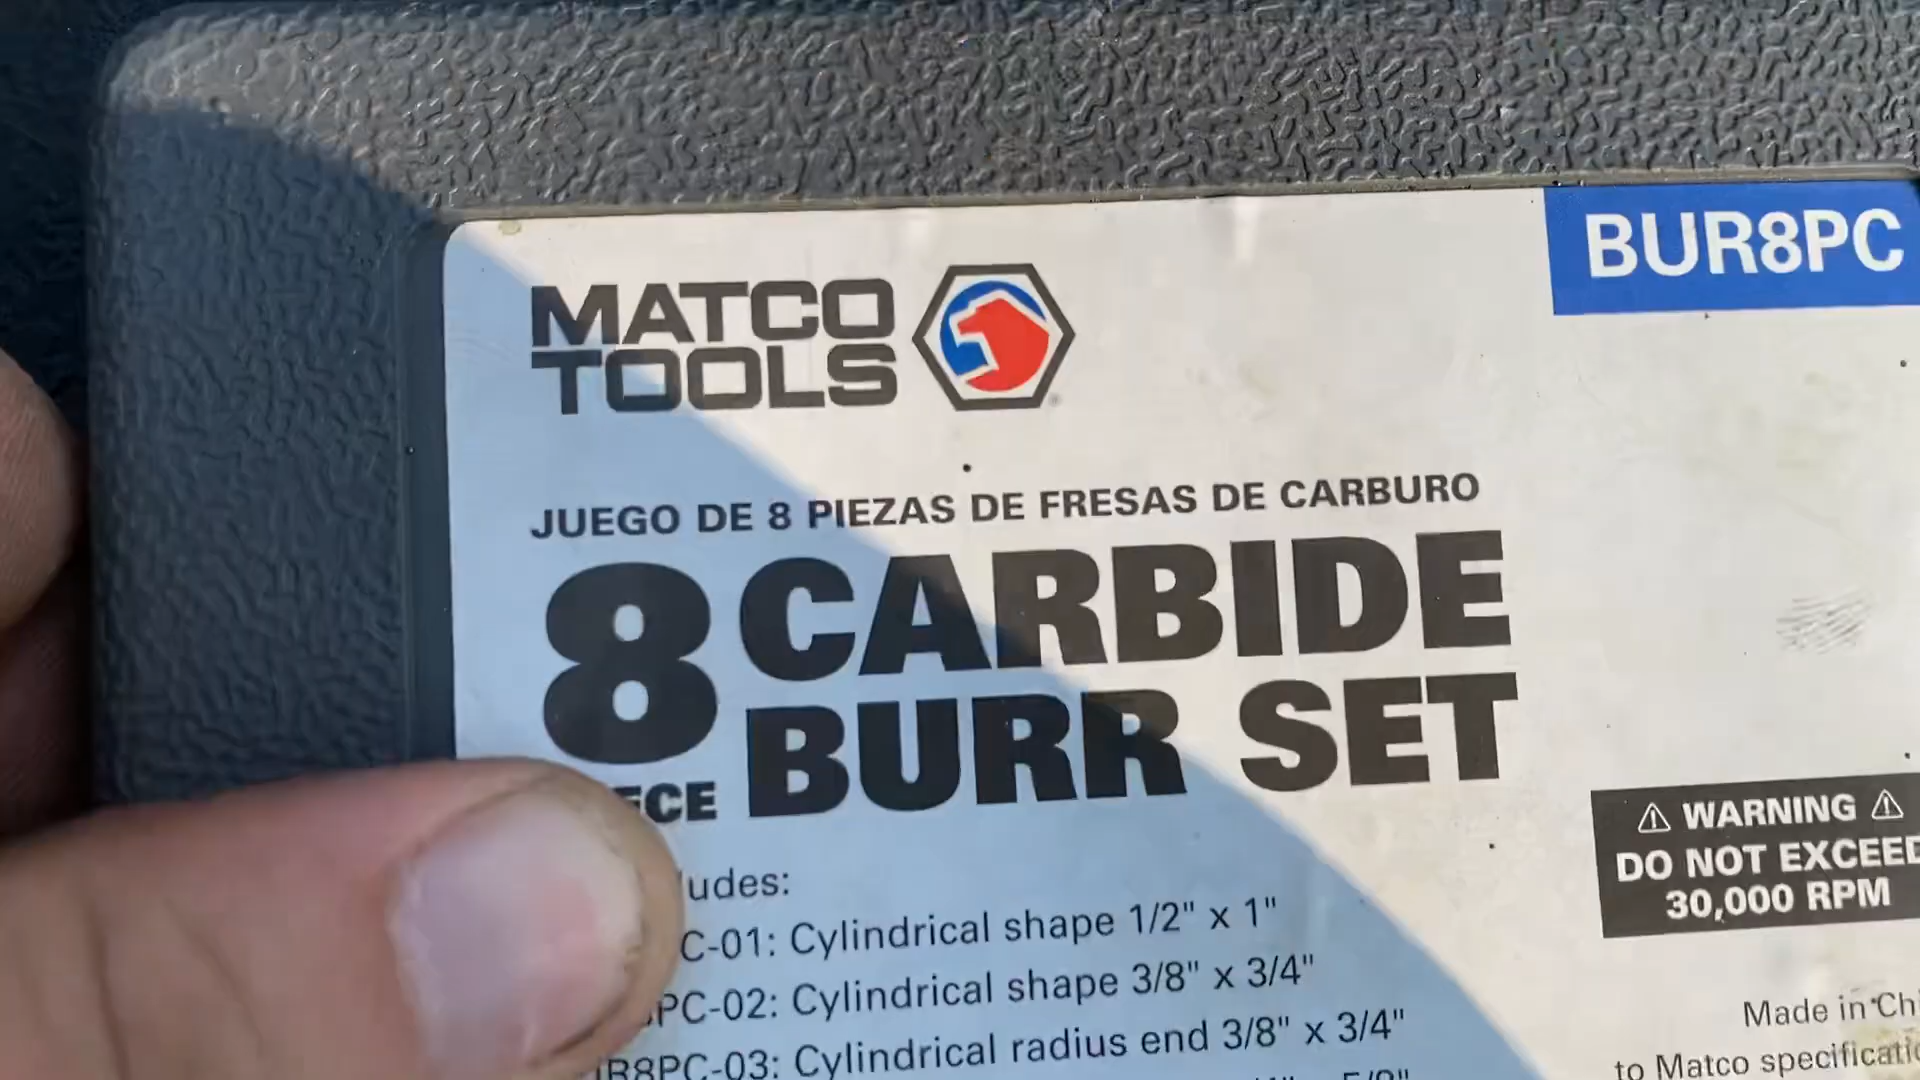 BUR8PC
MATCO
TOOLS
JUEGO DE 8 PIEZAS DE FRESAS DE CARBURO
8 CARBIDE
BURR SET
WARNING
DO NOT EXCEED
30,000 RPM
udes:
C-01: Cylindrical shape 1/2" x 1"
PC-02: Cylindrical shape 3/8" x 3/4"
R8PC-03: Cylindrical radius end 3/8" x 3/4"
Made in
to Matco